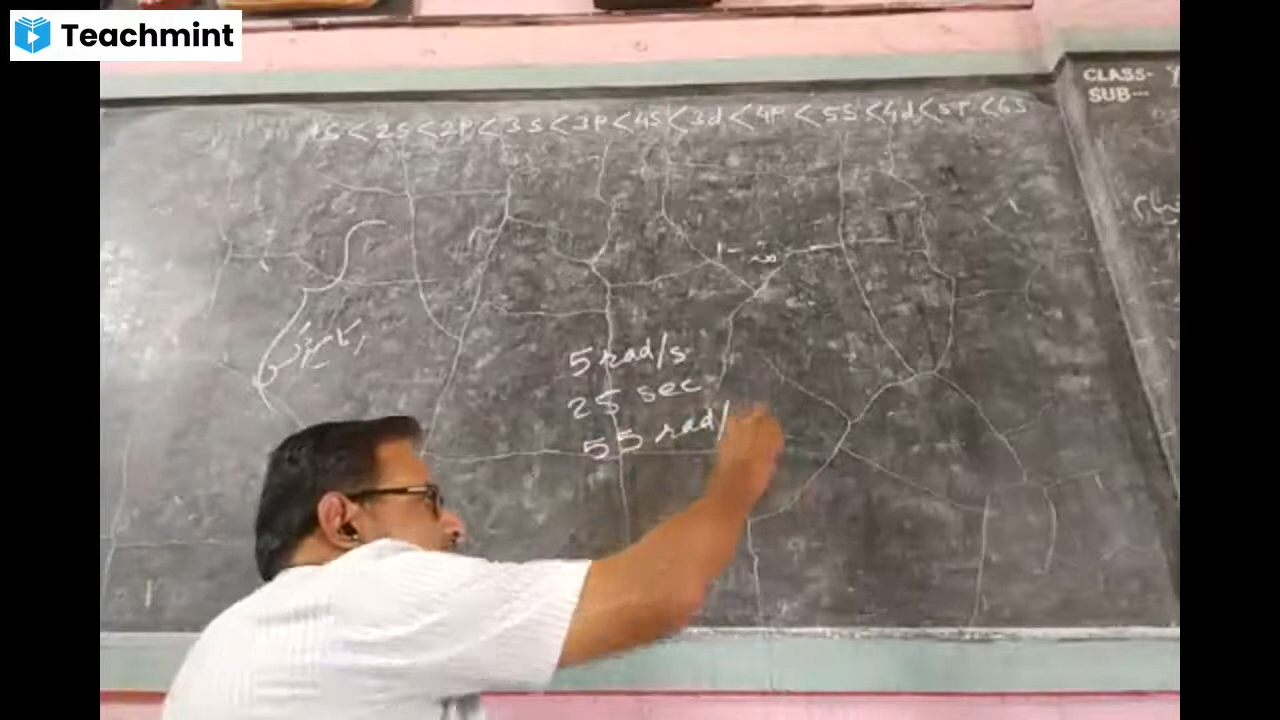 Teachmint
CLASS-
SUB--
1S < 2S < 2P < 3S < 3P < 4S < 3d < 4P < 5S < 4d < 5P < 6S
5 rad/s
25 sec
55 rad/